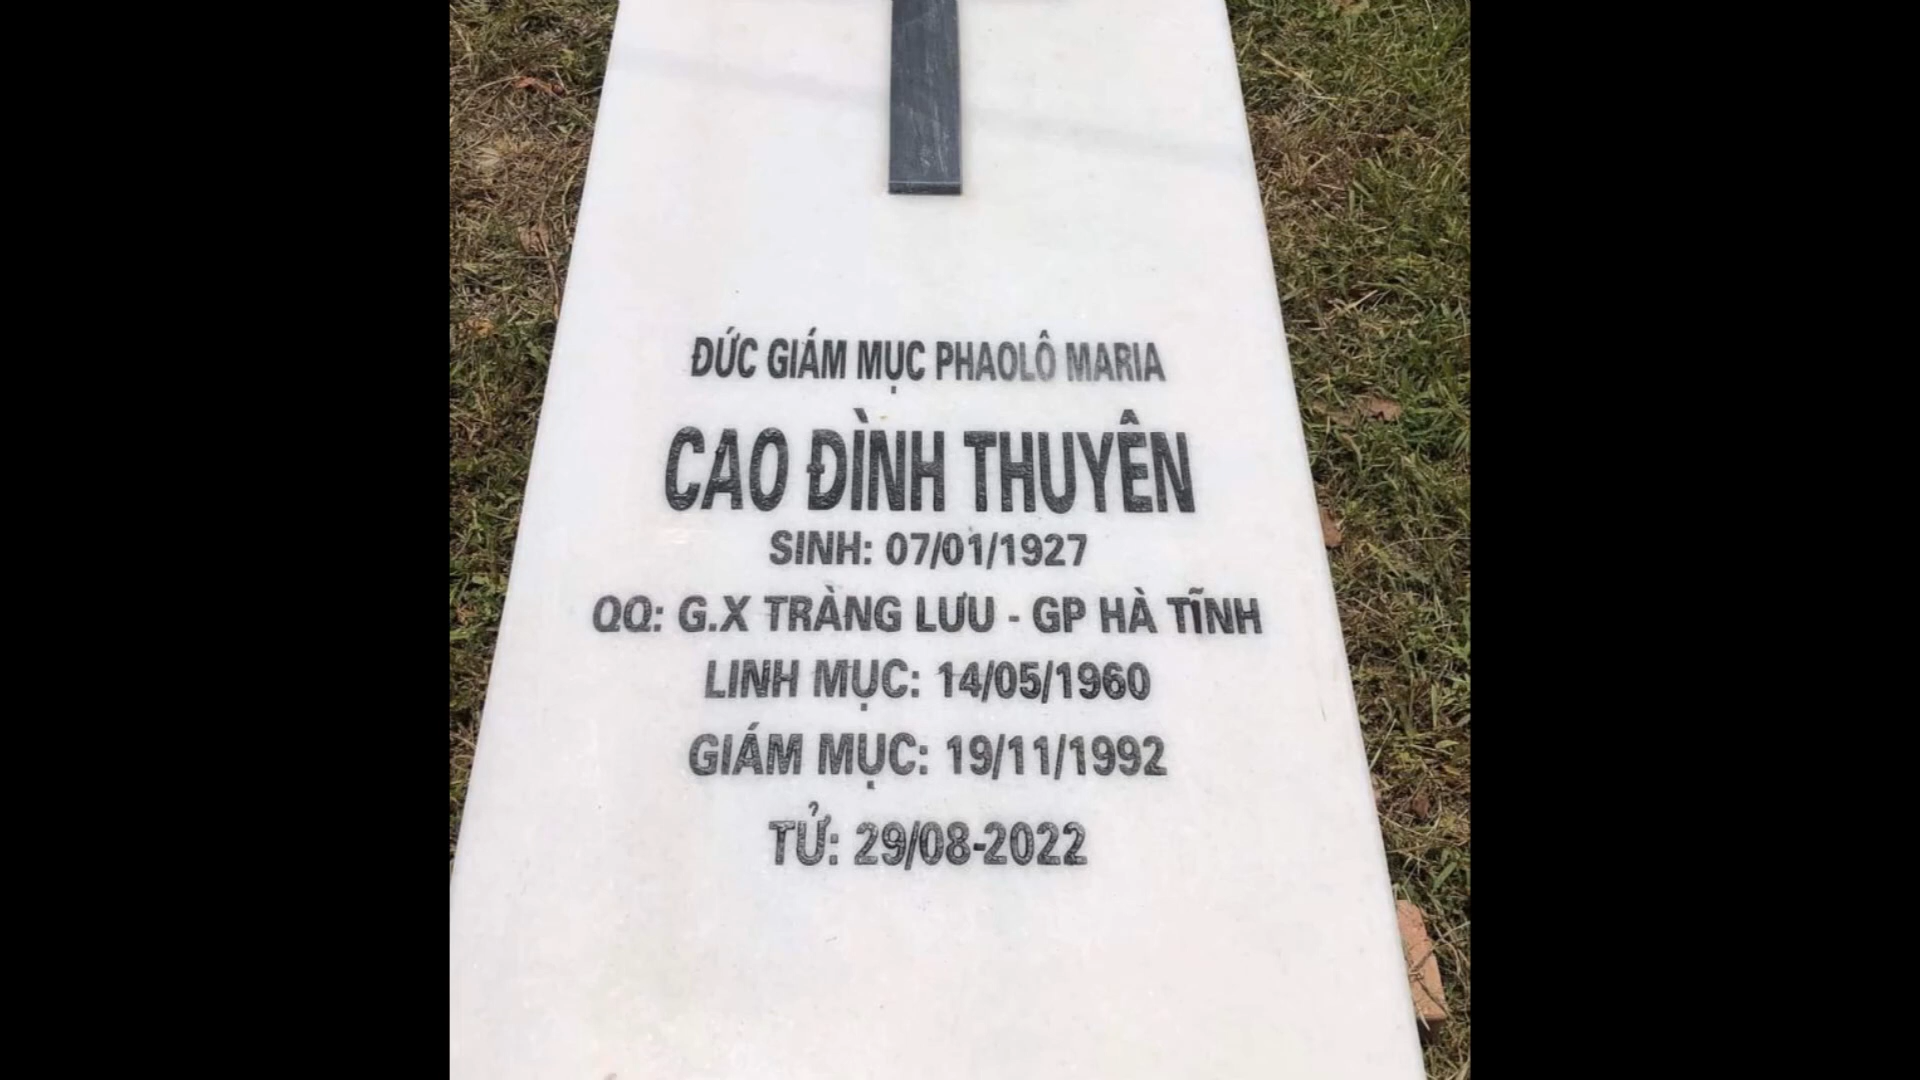 ĐỨC GIÁM MỤC PHAOLÔ MARIA
CAO ĐÌNH THUYÊN
SINH: 07/01/1927
QQ: G.X TRÀNG LƯU - GP HÀ TĨNH
LINH MỤC: 14/05/1960
GIÁM MỤC: 19/11/1992
TỬ: 29/08-2022